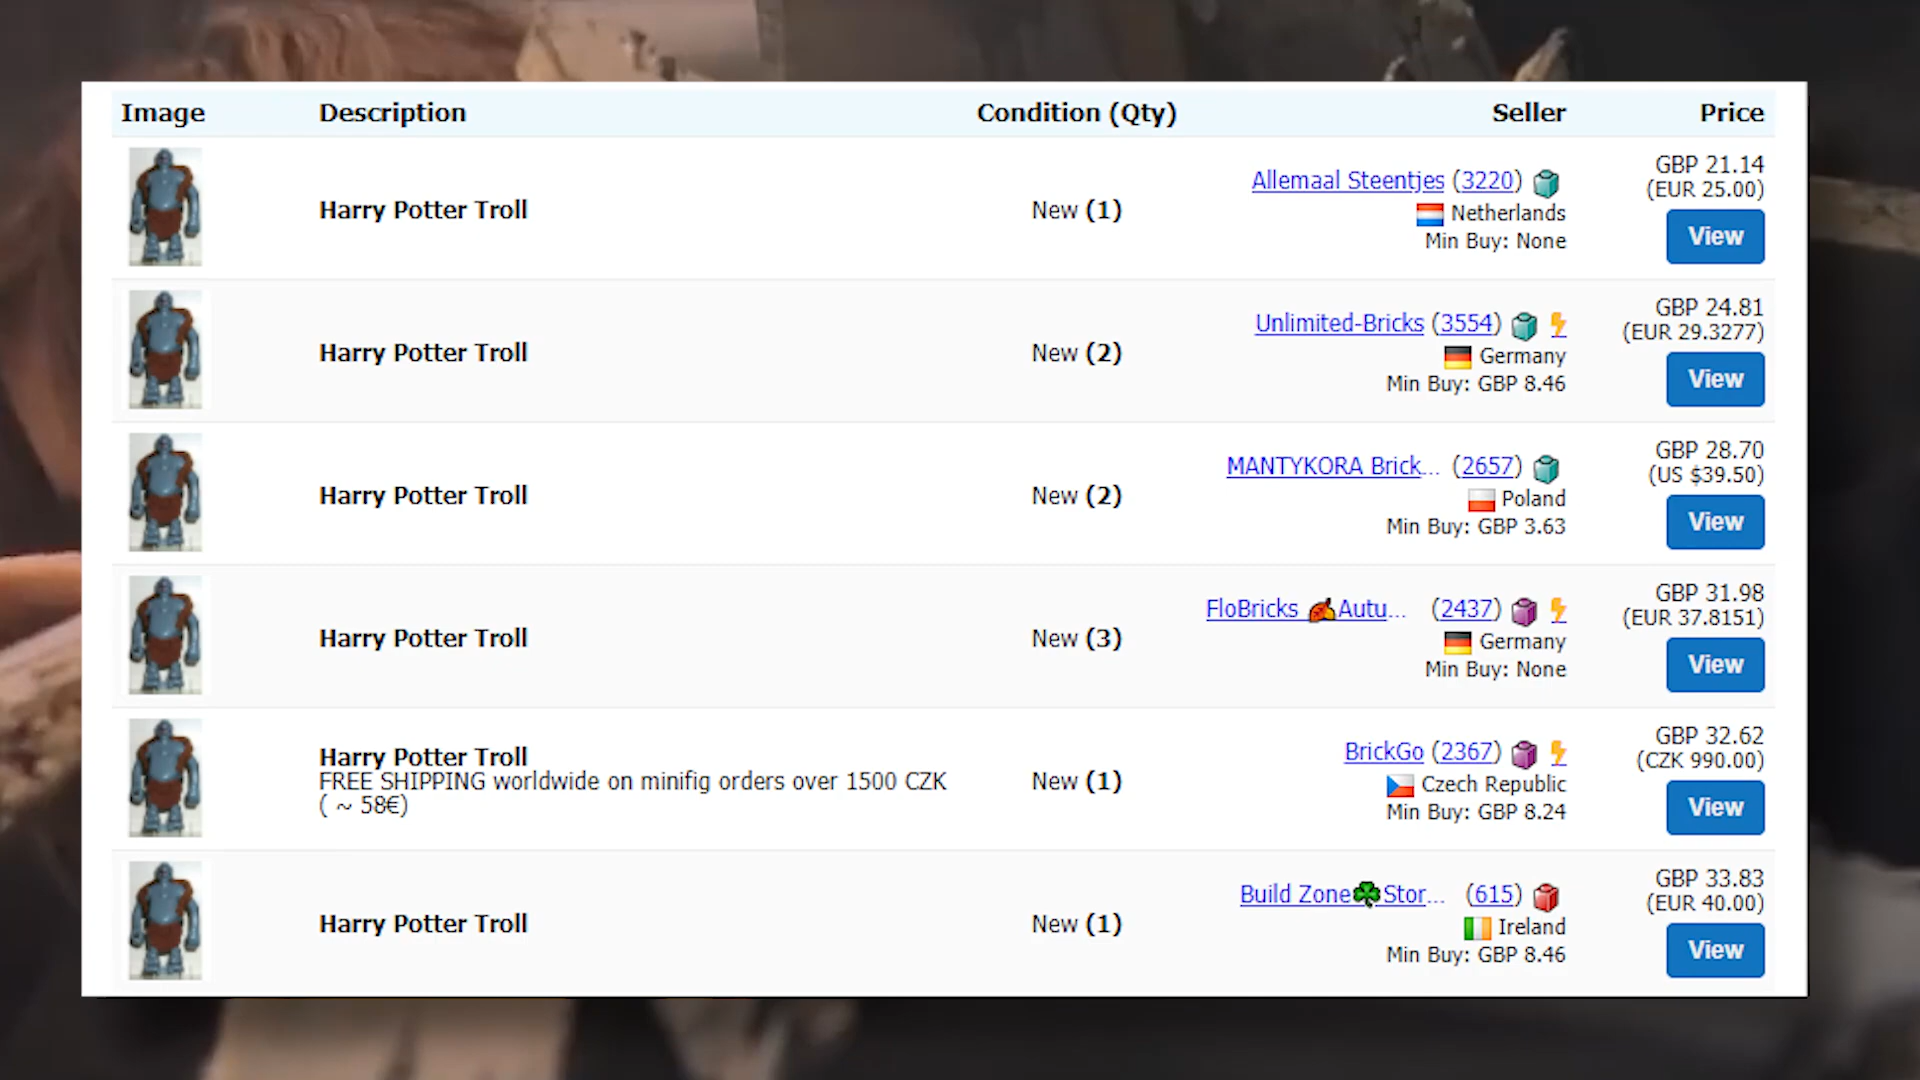 Image Description Condition (Qty) Seller Price
Harry Potter Troll
New (1)
Allemaal Steentjes (3220)
Netherlands
Min Buy: None
GBP 21.14
(EUR 25.00)
View
Harry Potter Troll
New (2)
Unlimited-Bricks (3554)
Germany
Min Buy: GBP 8.46
GBP 24.81
(EUR 29.3277)
View
Harry Potter Troll
New (2)
MANTYKORA Brick... (2657)
Poland
Min Buy: GBP 3.63
GBP 28.70
(US $39.50)
View
Harry Potter Troll
New (3)
FloBricks 🍂Autu... (2437)
Germany
Min Buy: None
GBP 31.98
(EUR 37.8151)
View
Harry Potter Troll
FREE SHIPPING worldwide on minifig orders over 1500 CZK
( ~ 58€)
New (1)
BrickGo (2367)
Czech Republic
Min Buy: GBP 8.24
GBP 32.62
(CZK 990.00)
View
Harry Potter Troll
New (1)
Build Zone☘Stor... (615)
Ireland
Min Buy: GBP 8.46
GBP 33.83
(EUR 40.00)
View